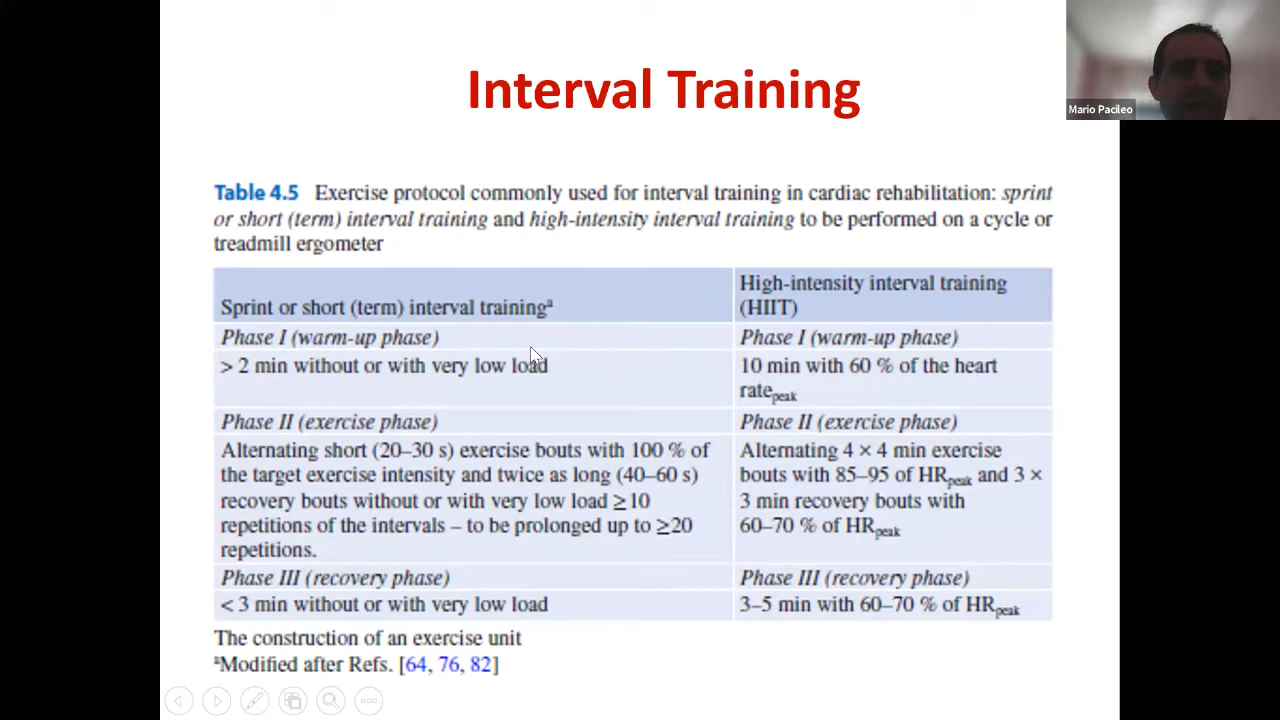 Interval Training
Mario Pacileo
Table 4.5 Exercise protocol commonly used for interval training in cardiac rehabilitation: sprint
or short (term) interval training and high-intensity interval training to be performed on a cycle or
treadmill ergometer
Sprint or short (term) interval trainingª
High-intensity interval training
(HIIT)
Phase I (warm-up phase)
> 2 min without or with very low load
Phase I (warm-up phase)
10 min with 60 % of the heart
rate peak
Phase II (exercise phase)
Alternating short (20–30 s) exercise bouts with 100 % of
the target exercise intensity and twice as long (40–60 s)
recovery bouts without or with very low load ≥10
repetitions of the intervals – to be prolonged up to ≥20
repetitions.
Phase II (exercise phase)
Alternating 4 × 4 min exercise
bouts with 85–95 of HRpeak and 3 ×
3 min recovery bouts with
60–70 % of HRpeak
Phase III (recovery phase)
< 3 min without or with very low load
Phase III (recovery phase)
3–5 min with 60–70 % of HRpeak
The construction of an exercise unit
ªModified after Refs. [64, 76, 82]